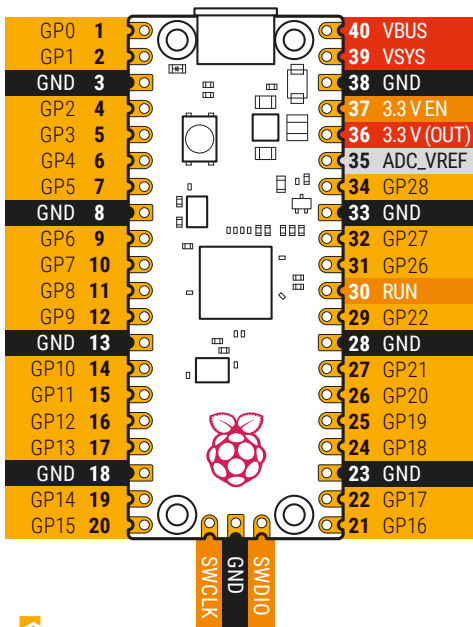 GP0 1
GP1 2
GND 3
GP2 4
GP3 5
GP4 6
GP5 7
GND 8
GP6 9
GP7 10
GP8 11
GP9 12
GND 13
GP10 14
GP11 15
GP12 16
GP13 17
GND 18
GP14 19
GP15 20
40 VBUS
39 VSYS
38 GND
37 3.3 V EN
36 3.3 V (OUT)
35 ADC_VREF
34 GP28
33 GND
32 GP27
31 GP26
30 RUN
29 GP22
28 GND
27 GP21
26 GP20
25 GP19
24 GP18
23 GND
22 GP17
21 GP16
SWCLK
GND
SWDIO